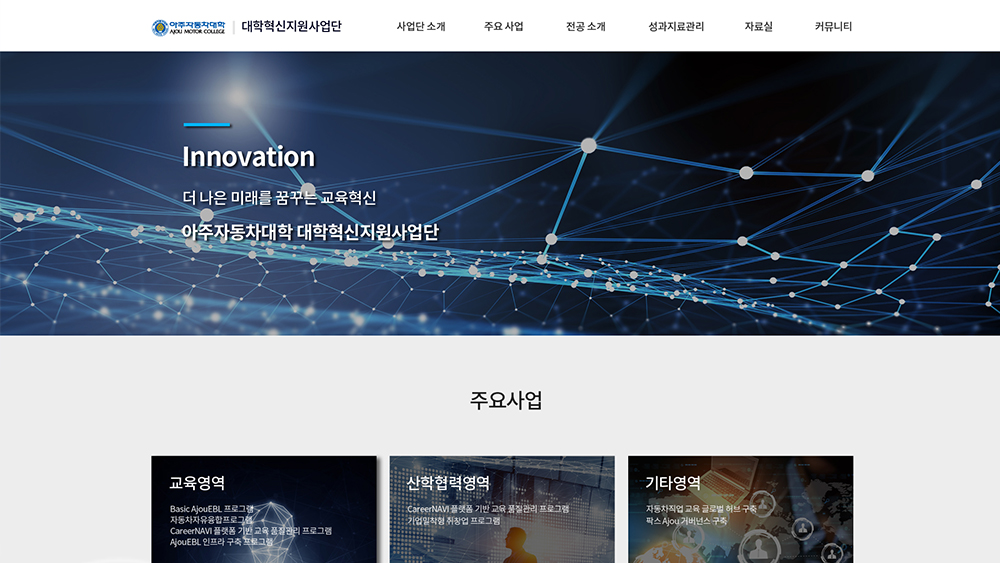 아주자동차대학
AJOU MOTOR COLLEGE
대학혁신지원사업단
사업단 소개
주요 사업
전공 소개
성과지료관리
자료실
커뮤니티
Innovation
더 나은 미래를 꿈꾸는 교육혁신
아주자동차대학 대학혁신지원사업단
주요사업
교육영역
Basic AjouEBL 프로그램
자동차자유융합프로그램
CareerNAVI 플랫폼 기반 교육 품질관리 프로그램
AjouEBL 인프라 구축 프로그램
산학협력영역
CareerNAVI 플랫폼 기반 교육 품질관리 프로그램
기업밀착형 취창업 프로그램
기타영역
자동차직업 교육 글로벌 허브 구축
팍스 Ajou 거버넌스 구축